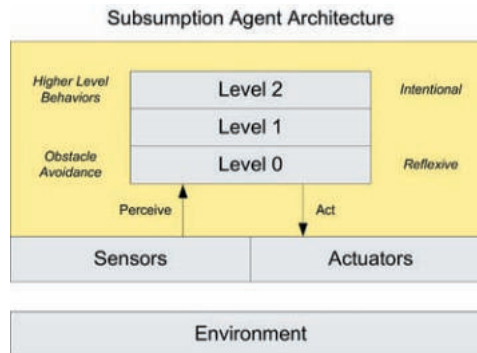 Subsumption Agent Architecture
Higher Level
Behaviors
Level 2
Intentional
Level 1
Obstacle
Avoidance
Level 0
Reflexive
Perceive
Act
Sensors
Actuators
Environment